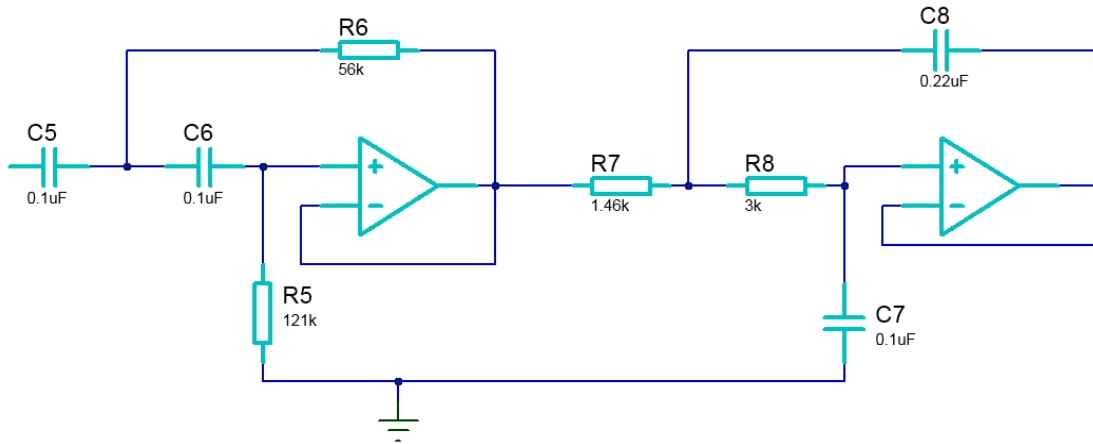 R6
56k
C8
0.22uF
C5
0.1uF
C6
0.1uF
+
−
R7
1.46k
R8
3k
+
−
R5
121k
C7
0.1uF